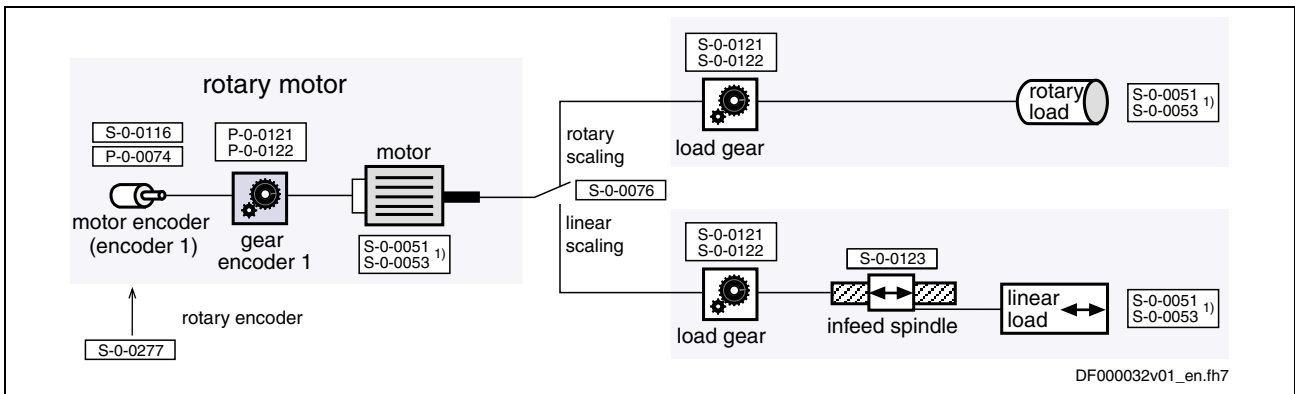 rotary motor
S-0-0116
P-0-0074
motor encoder
(encoder 1)
P-0-0121
P-0-0122
gear
encoder 1
motor
S-0-0051
S-0-0053 1)
rotary encoder
S-0-0277
rotary
scaling
S-0-0076
linear
scaling
S-0-0121
S-0-0122
load gear
rotary
load
S-0-0051
S-0-0053 1)
S-0-0121
S-0-0122
load gear
S-0-0123
infeed spindle
linear
load
S-0-0051
S-0-0053 1)
DF000032v01_en.fh7